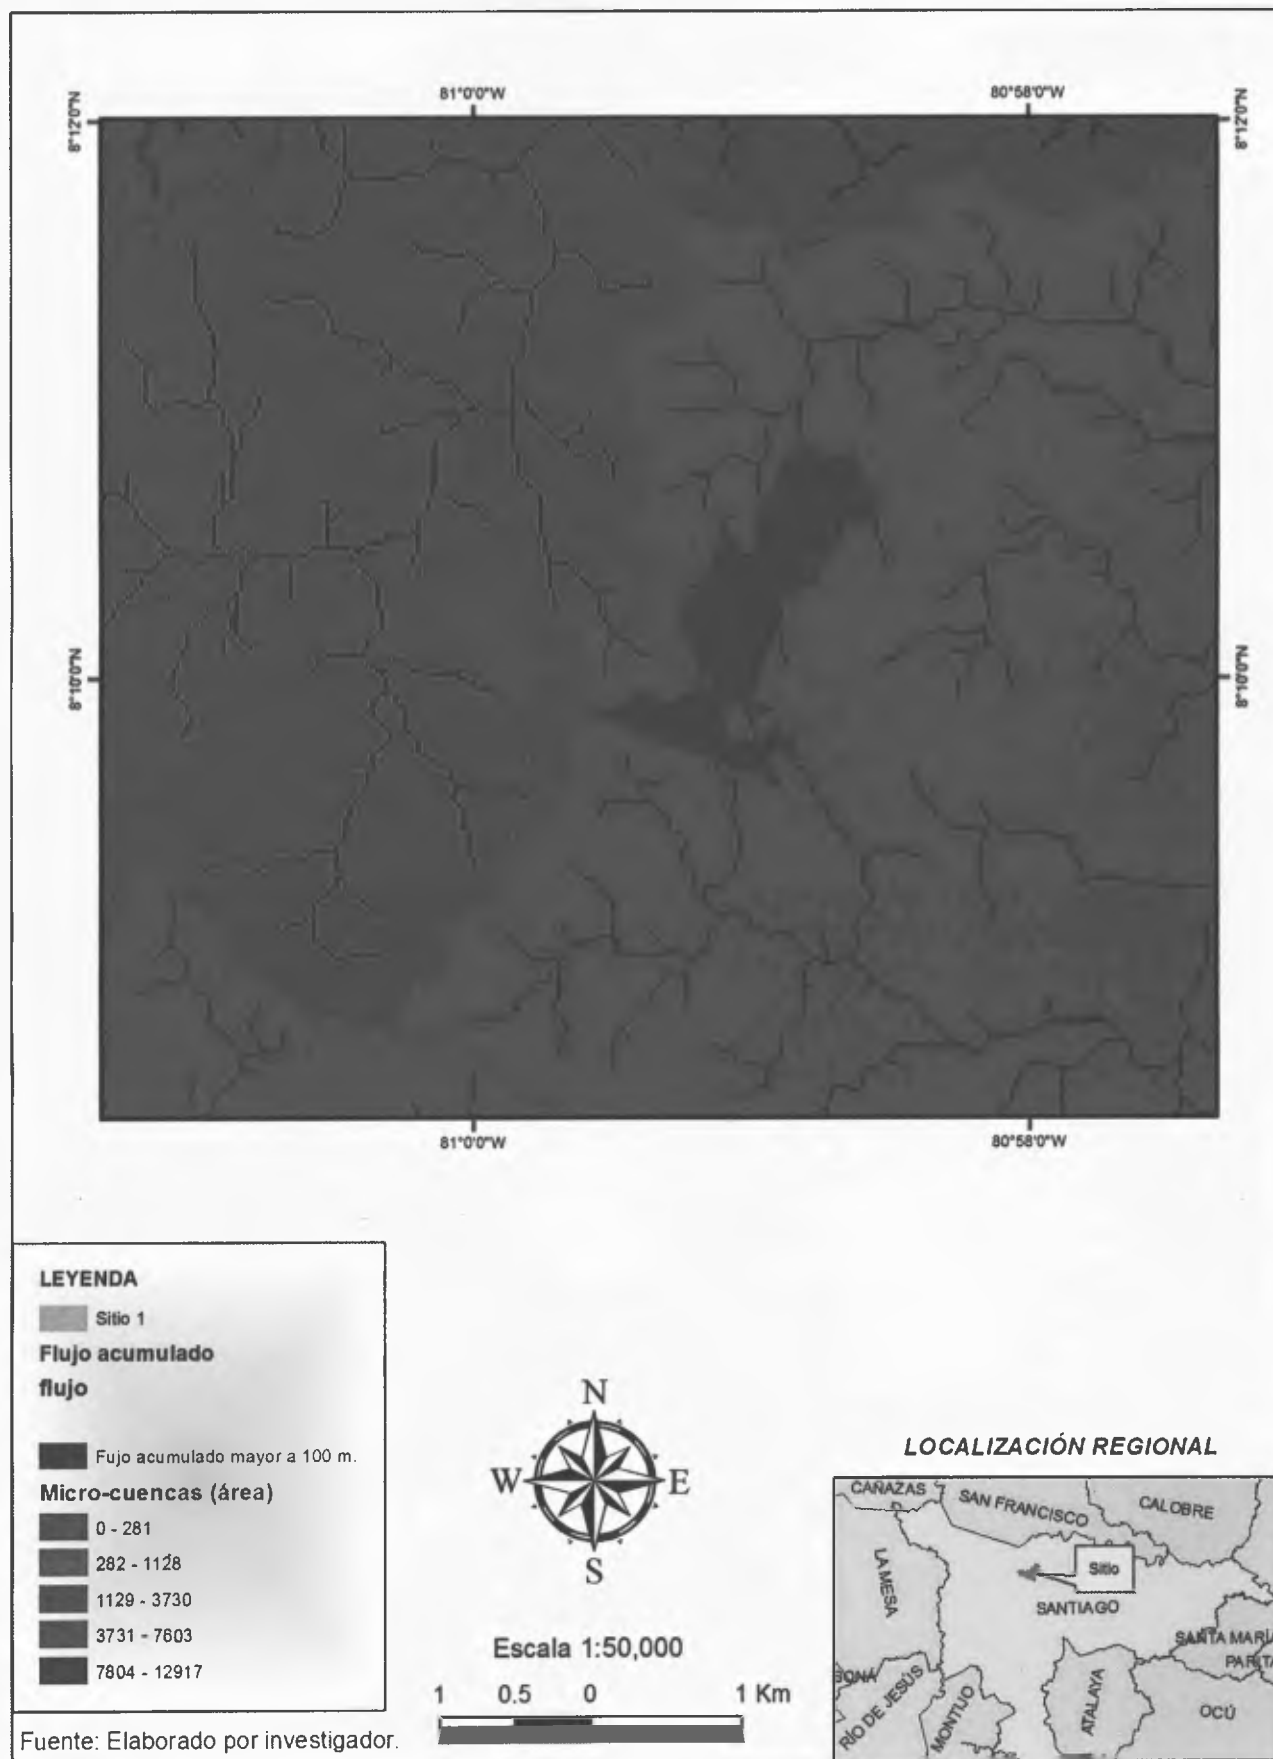 81°0'0"W 80°58'0"W
8°12'0"N 8°12'0"N
8°10'0"N 8°10'0"N
81°0'0"W 80°58'0"W
LEYENDA
Sitio 1
Flujo acumulado
flujo
Fujo acumulado mayor a 100 m.
Micro-cuencas (área)
0 - 281
282 - 1128
1129 - 3730
3731 - 7603
7804 - 12917
Fuente: Elaborado por investigador.
N
W E
S
Escala 1:50,000
1 0.5 0 1 Km
LOCALIZACIÓN REGIONAL
CAÑAZAS
SAN FRANCISCO
CALOBRE
LA MESA
Sitio
SANTIAGO
SANTA MARÍA
PARITA
RÍO DE JESÚS
MONTIJO
ATALAYA
OCÚ